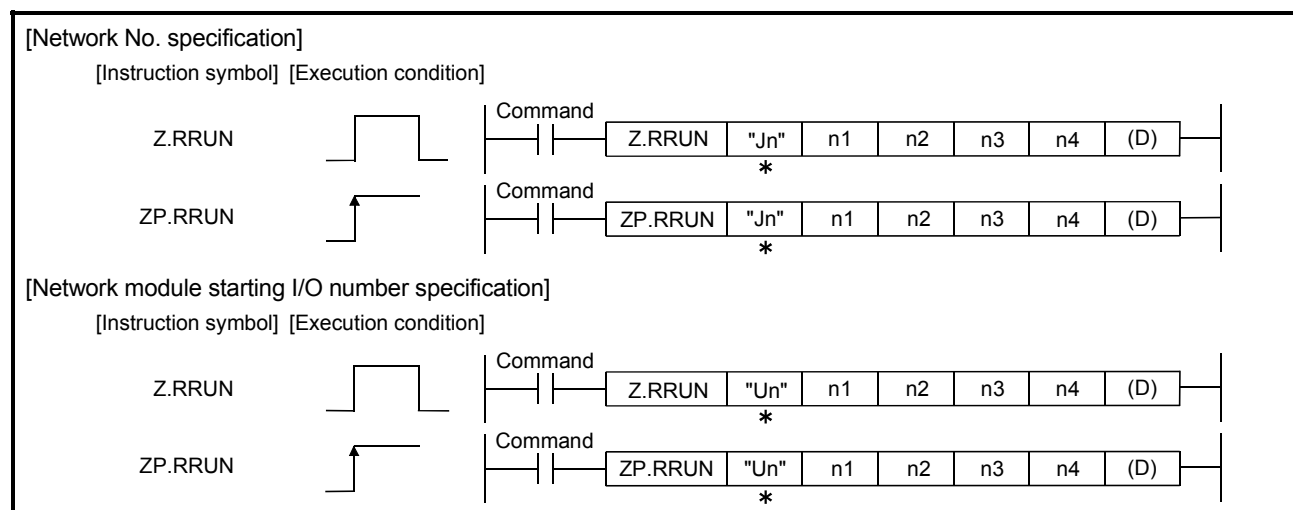 [Network No. specification]
[Instruction symbol] [Execution condition]
Command
Z.RRUN Z.RRUN "Jn" n1 n2 n3 n4 (D)
*
Command
ZP.RRUN ZP.RRUN "Jn" n1 n2 n3 n4 (D)
*
[Network module starting I/O number specification]
[Instruction symbol] [Execution condition]
Command
Z.RRUN Z.RRUN "Un" n1 n2 n3 n4 (D)
*
Command
ZP.RRUN ZP.RRUN "Un" n1 n2 n3 n4 (D)
*